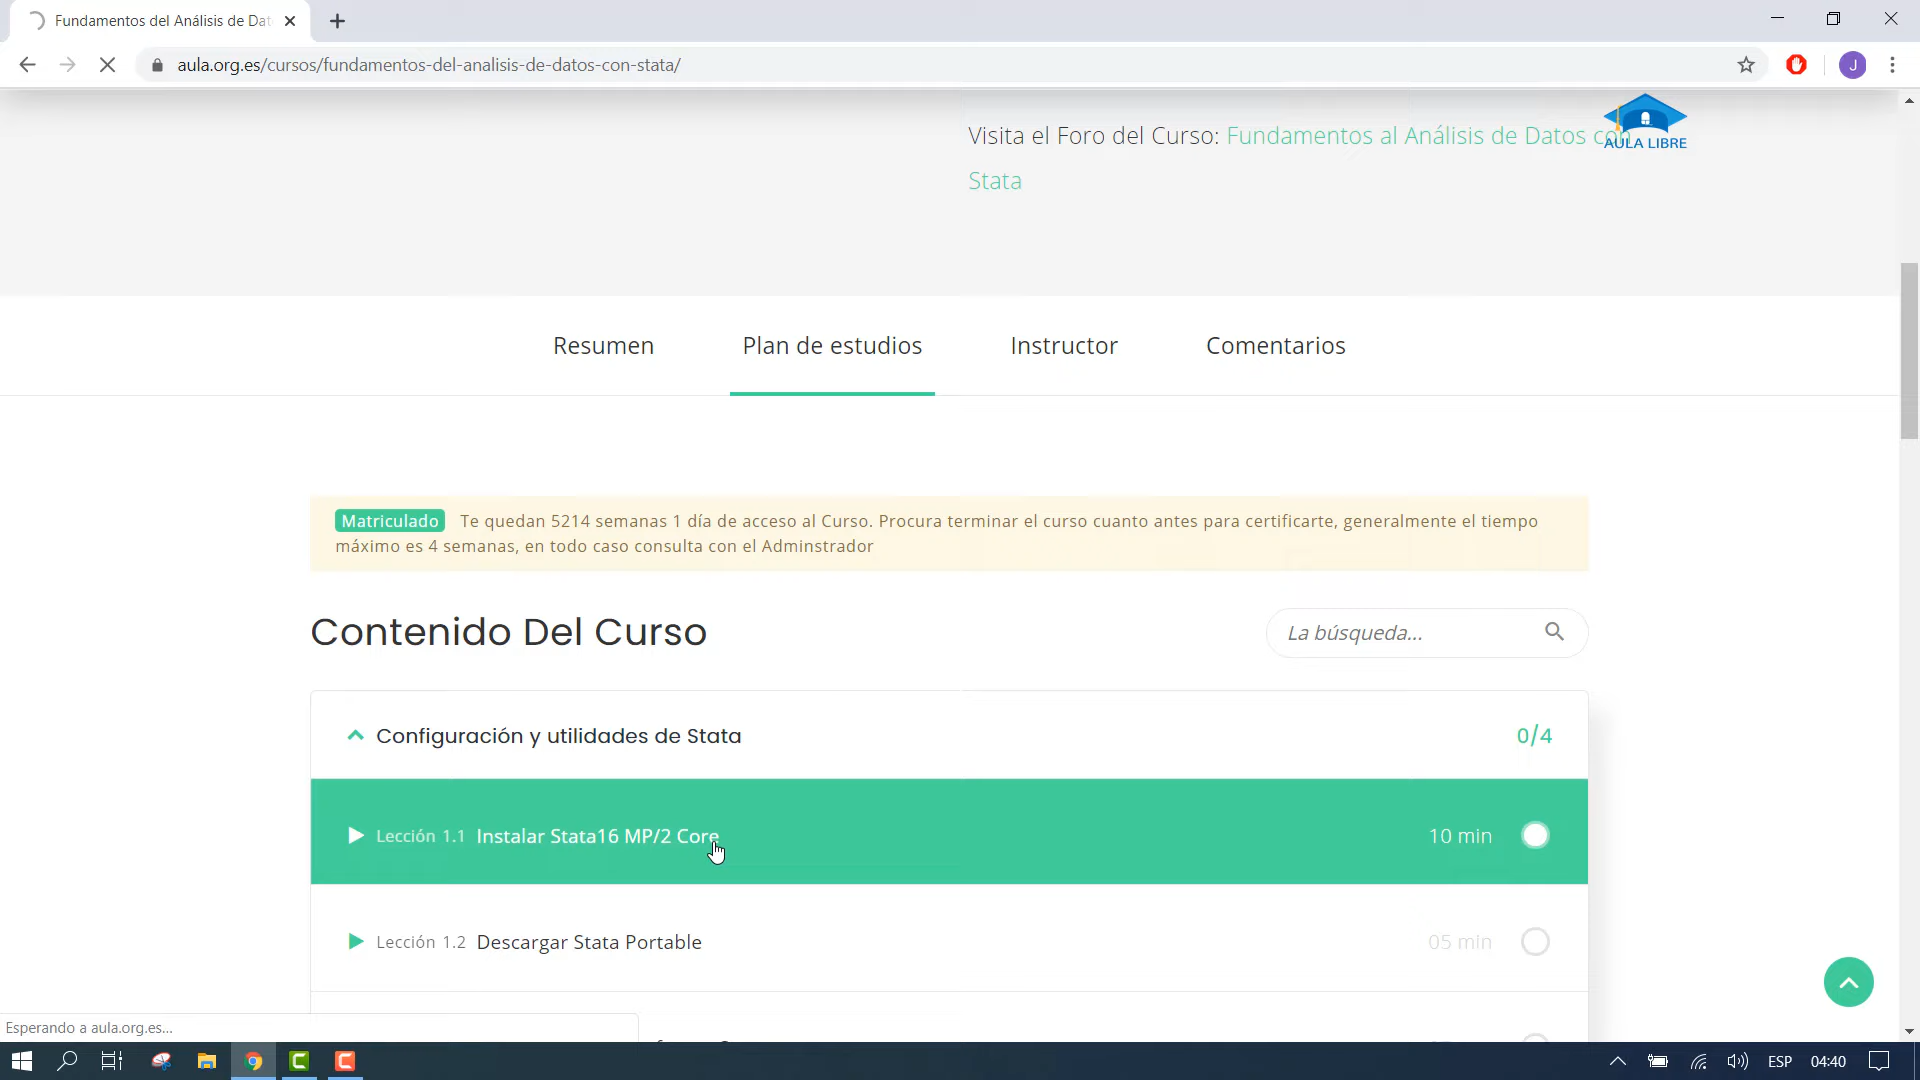 Fundamentos del Análisis de Dat
aula.org.es/cursos/fundamentos-del-analisis-de-datos-con-stata/
J
Visita el Foro del Curso: Fundamentos al Análisis de Datos con
Stata
AULA LIBRE
Resumen
Plan de estudios
Instructor
Comentarios
Matriculado Te quedan 5214 semanas 1 día de acceso al Curso. Procura terminar el curso cuanto antes para certificarte, generalmente el tiempo
máximo es 4 semanas, en todo caso consulta con el Adminstrador
Contenido Del Curso
La búsqueda...
Configuración y utilidades de Stata 0/4
Lección 1.1 Instalar Stata16 MP/2 Core 10 min
Lección 1.2 Descargar Stata Portable 05 min
Esperando a aula.org.es...
ESP 04:40